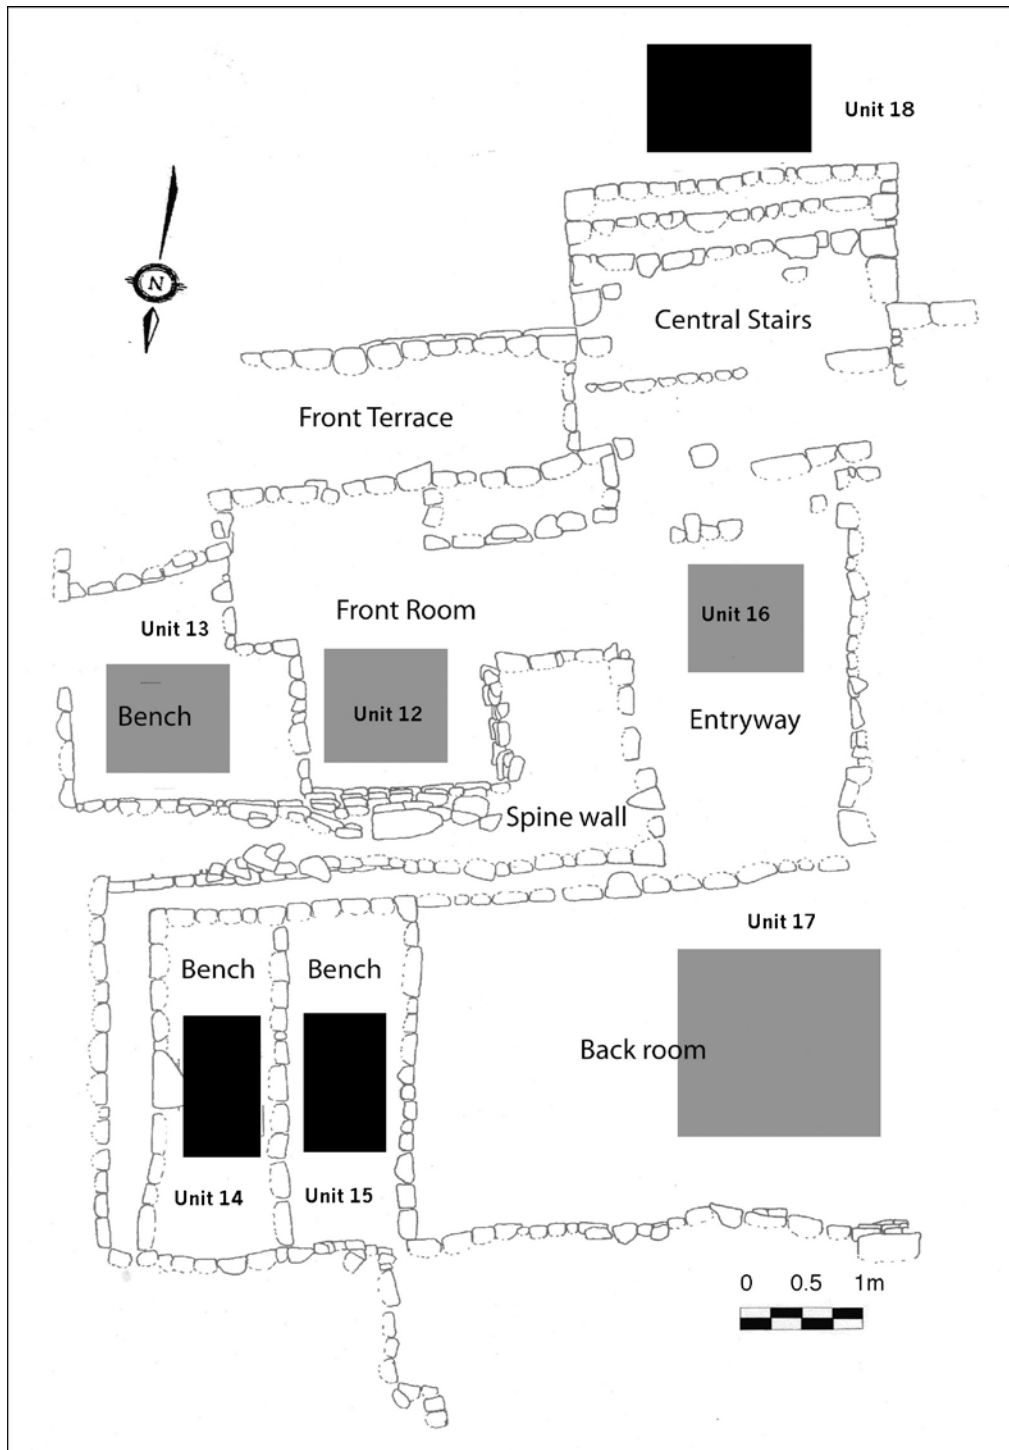 Unit 18
N
Central Stairs
Front Terrace
Front Room
Unit 16
Unit 13
Bench
Unit 12
Entryway
Spine wall
Unit 17
Bench
Bench
Back room
Unit 14
Unit 15
0 0.5 1m